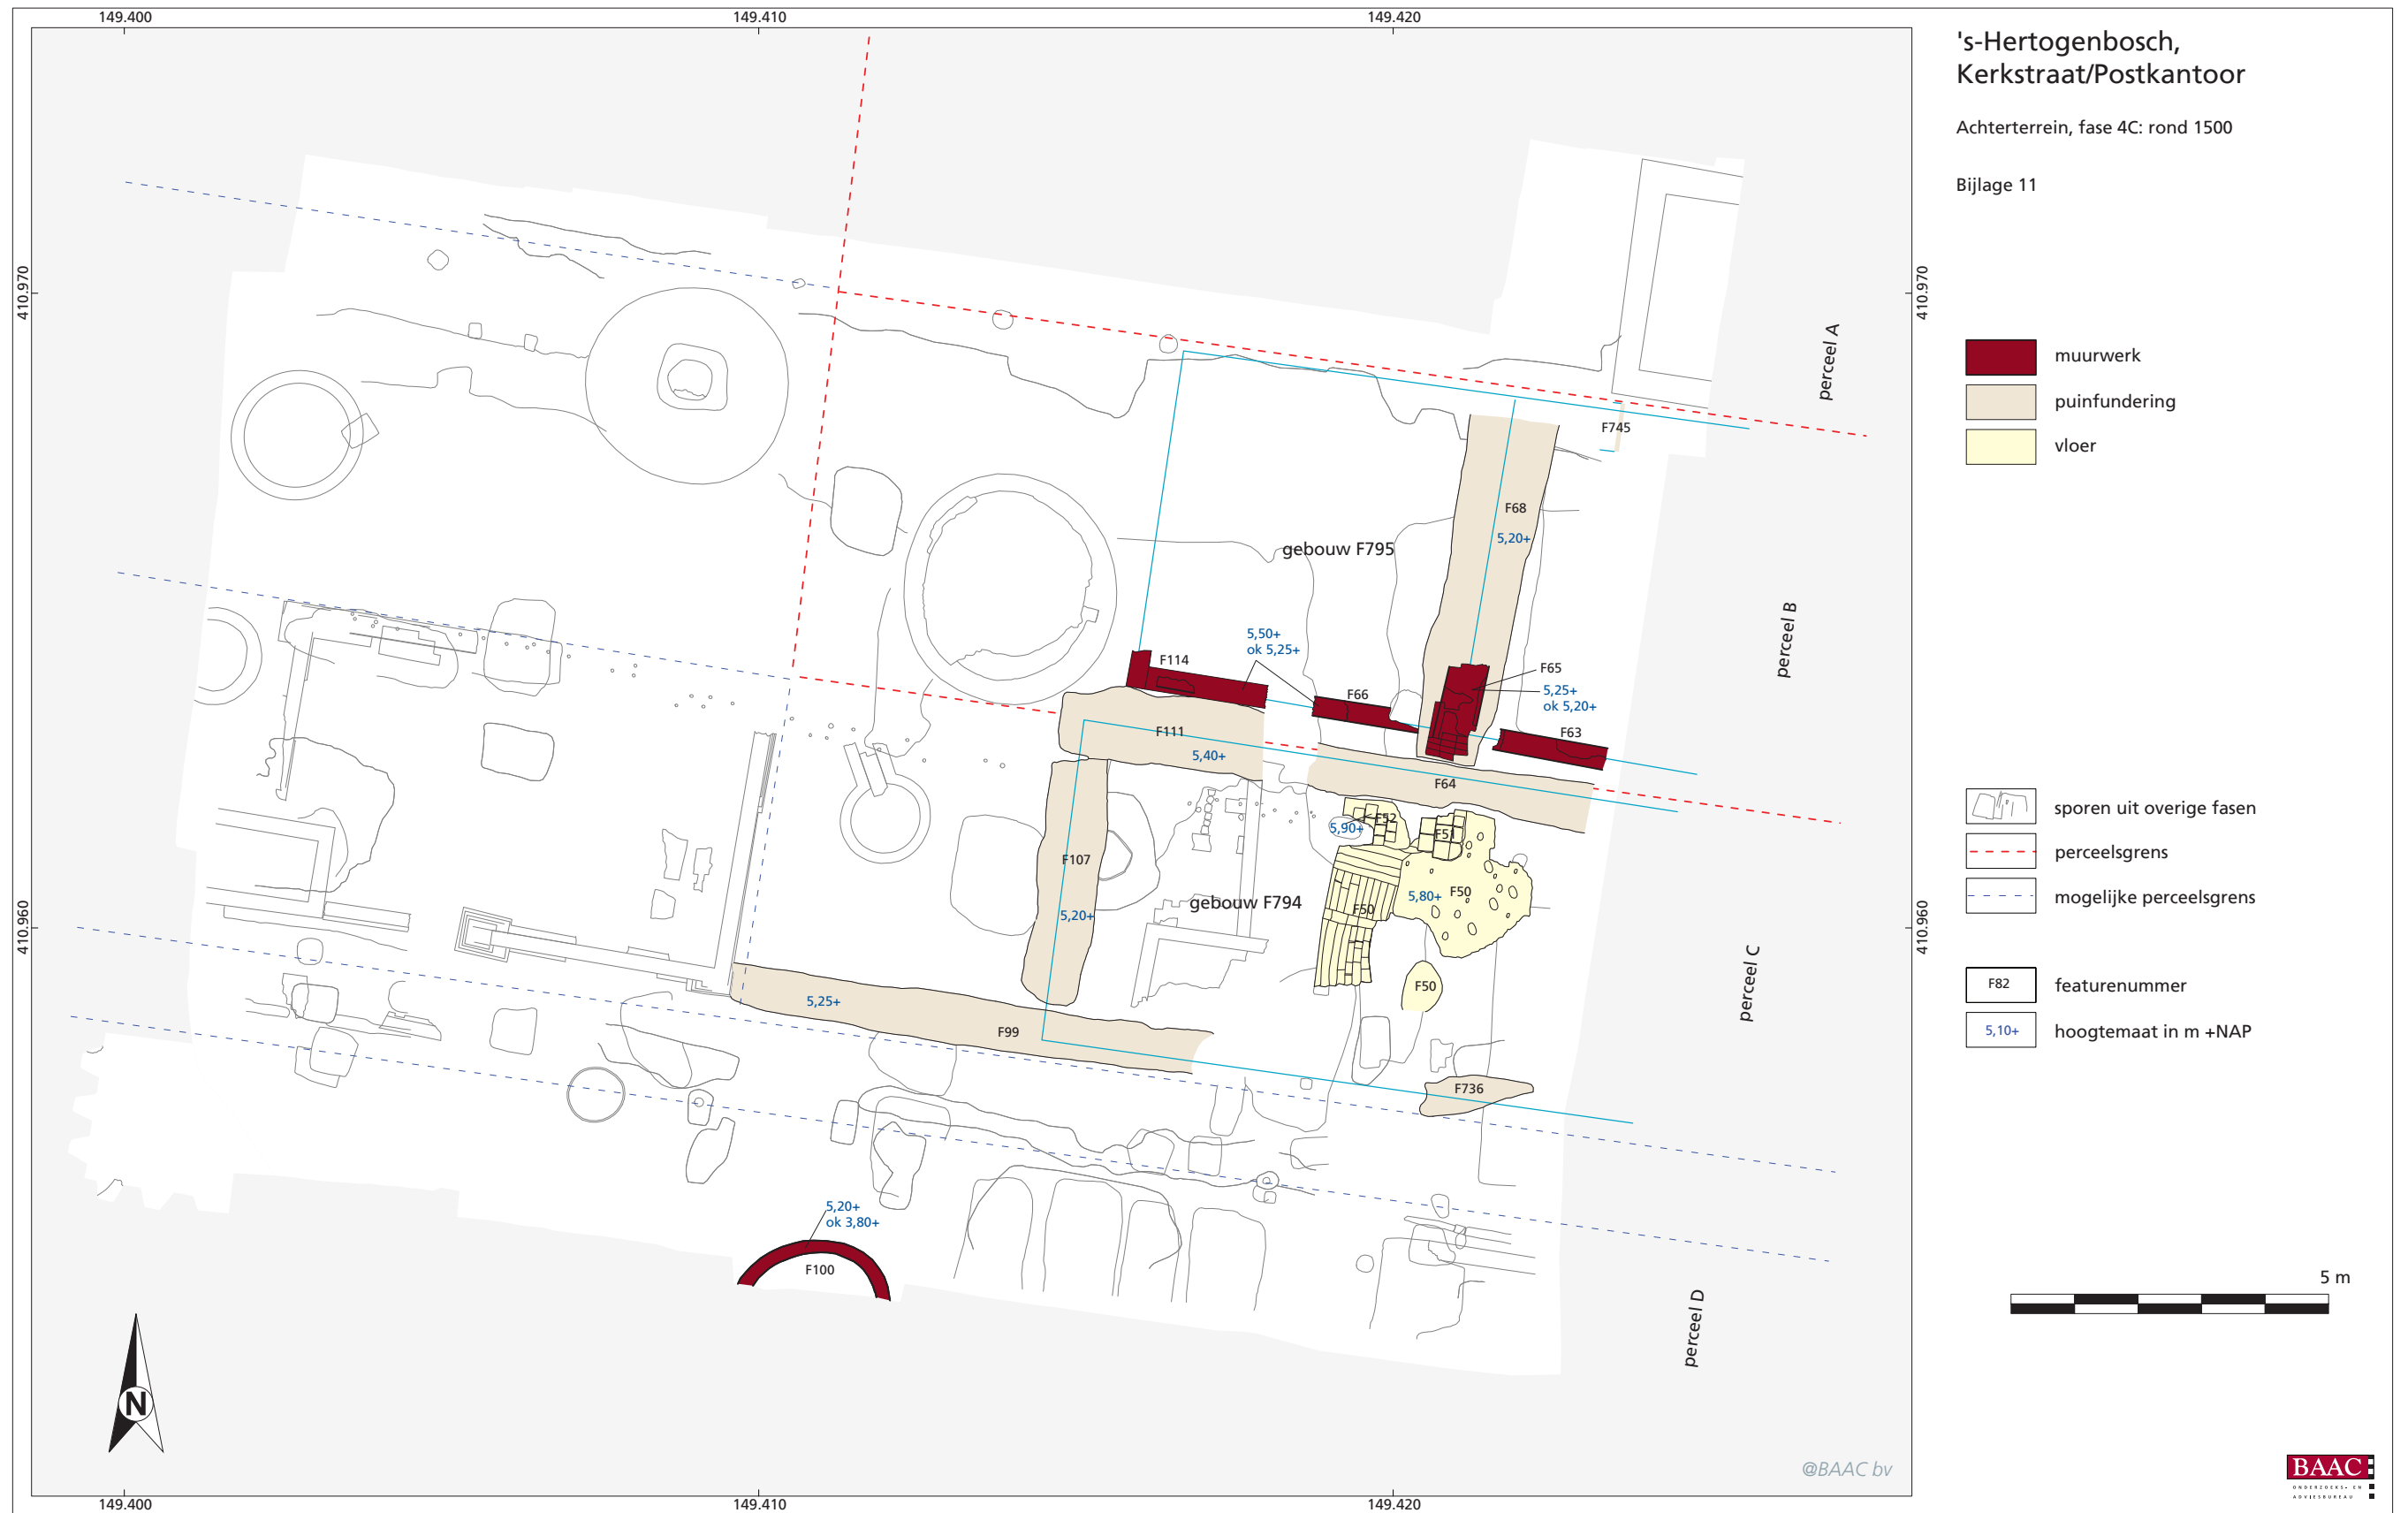 149.400
149.410
149.420
's-Hertogenbosch,
Kerkstraat/Postkantoor
Achterterrein, fase 4C: rond 1500
Bijlage 11
410.970
410.970
perceel A
muurwerk
puinfundering
vloer
F745
F68
5,20+
gebouw F795
perceel B
5,50+
ok 5,25+
F114
F65
5,25+
ok 5,20+
F66
F63
F111
5,40+
F64
F52
5,90+
F51
F107
F50
5,80+
F50
gebouw F794
5,20+
F50
410.960
410.960
perceel C
5,25+
F99
F736
sporen uit overige fasen
perceelsgrens
mogelijke perceelsgrens
F82
featurenummer
5,10+
hoogtemaat in m +NAP
5,20+
ok 3,80+
F100
perceel D
5 m
N
@BAAC bv
BAAC
ONDERZOEKS- EN
ADVIESBUREAU
149.400
149.410
149.420